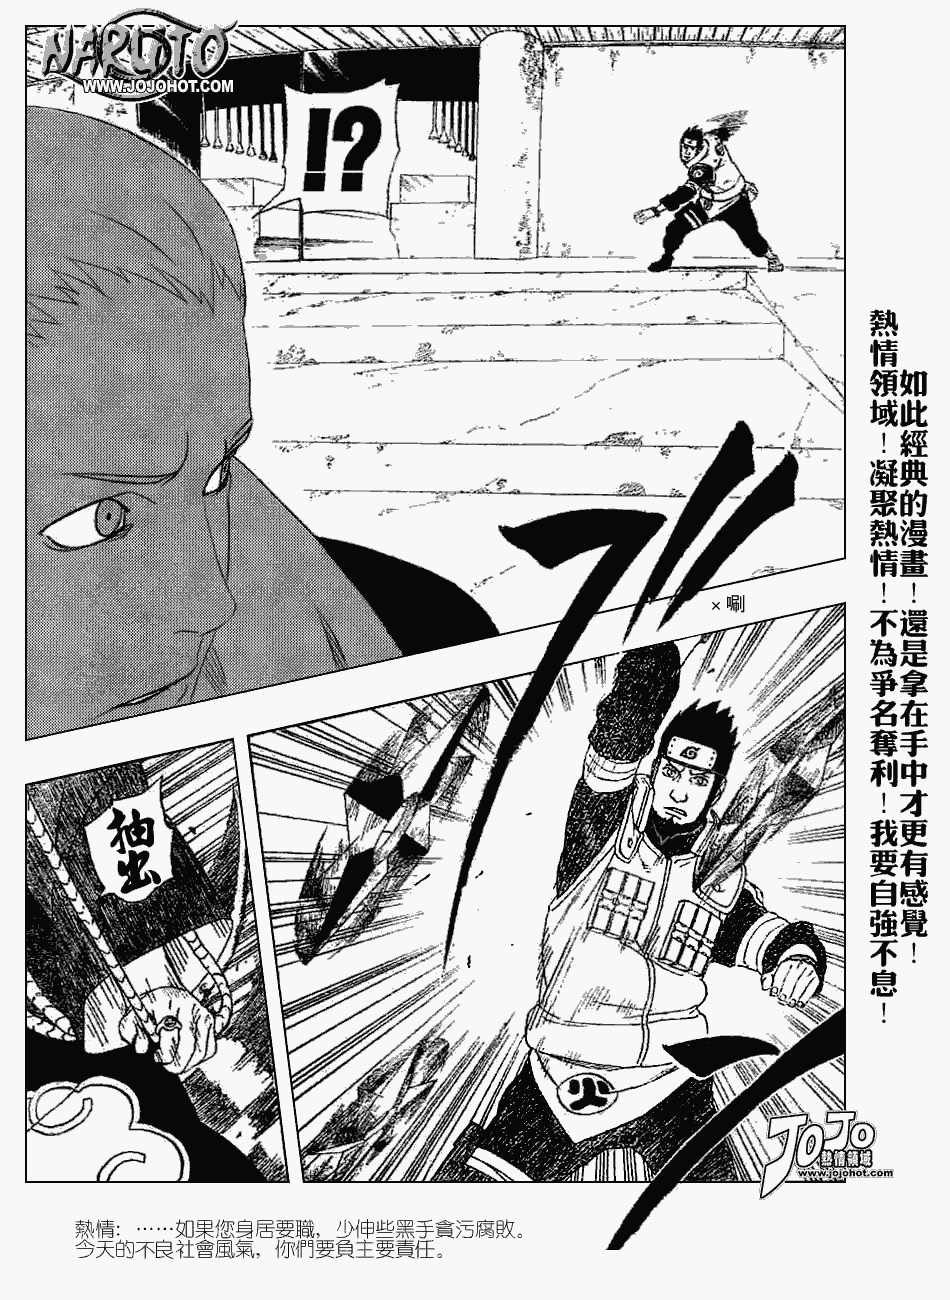 NARUTO
WWW.JOJOHOT.COM
!?
如此經典的漫畫！還是拿在手中才更有感覺！
熱情領域！凝聚熱情！不為爭名奪利！我要自強不息！
ブン
×唰
抽出
火
JOJO
熱情領域
www.jojohot.com
熱情：……如果您身居要職，少伸些黑手貪污腐敗。
今天的不良社會風氣，你們要負主要責任。